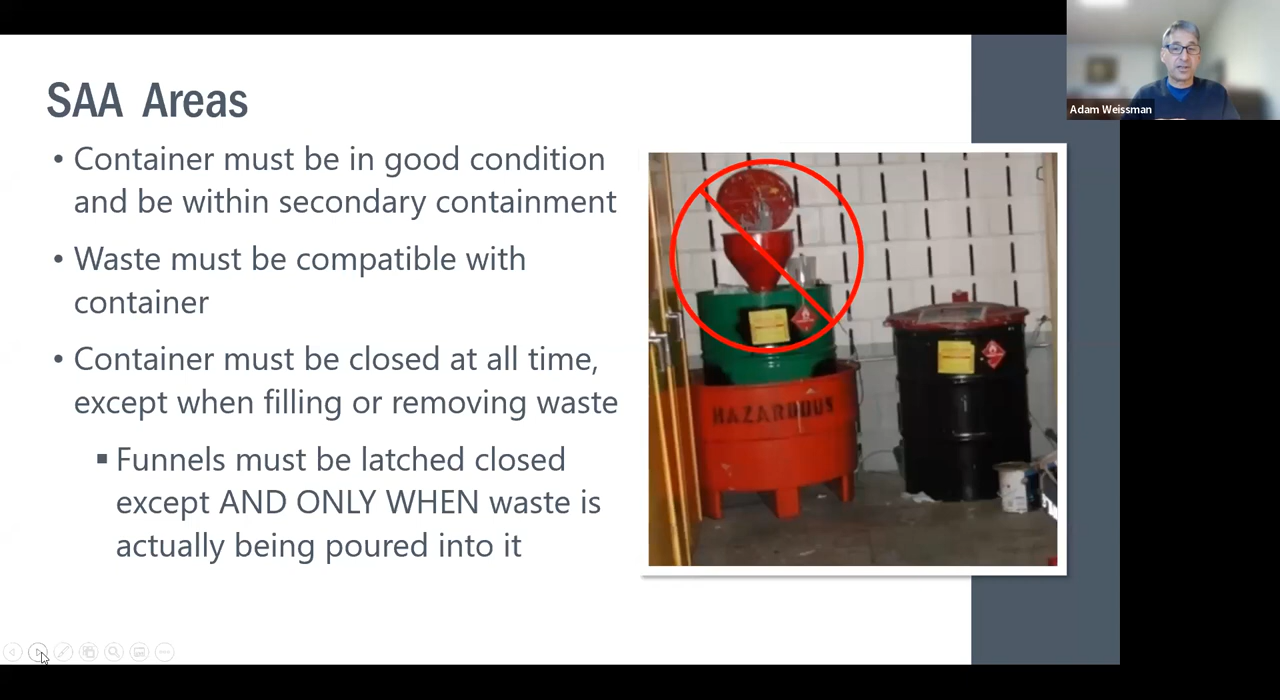 Adam Weissman
SAA Areas
• Container must be in good condition
and be within secondary containment
• Waste must be compatible with
container
• Container must be closed at all time,
except when filling or removing waste
▪ Funnels must be latched closed
except AND ONLY WHEN waste is
actually being poured into it
HAZARDOUS